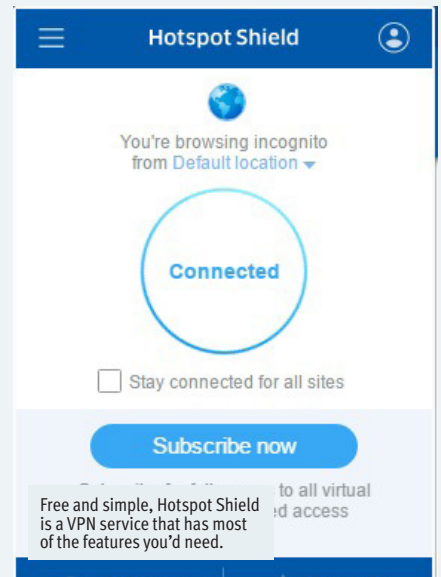 Hotspot Shield
You're browsing incognito
from Default location
Connected
Stay connected for all sites
Subscribe now
to all virtual
access
Free and simple, Hotspot Shield
is a VPN service that has most
of the features you'd need.